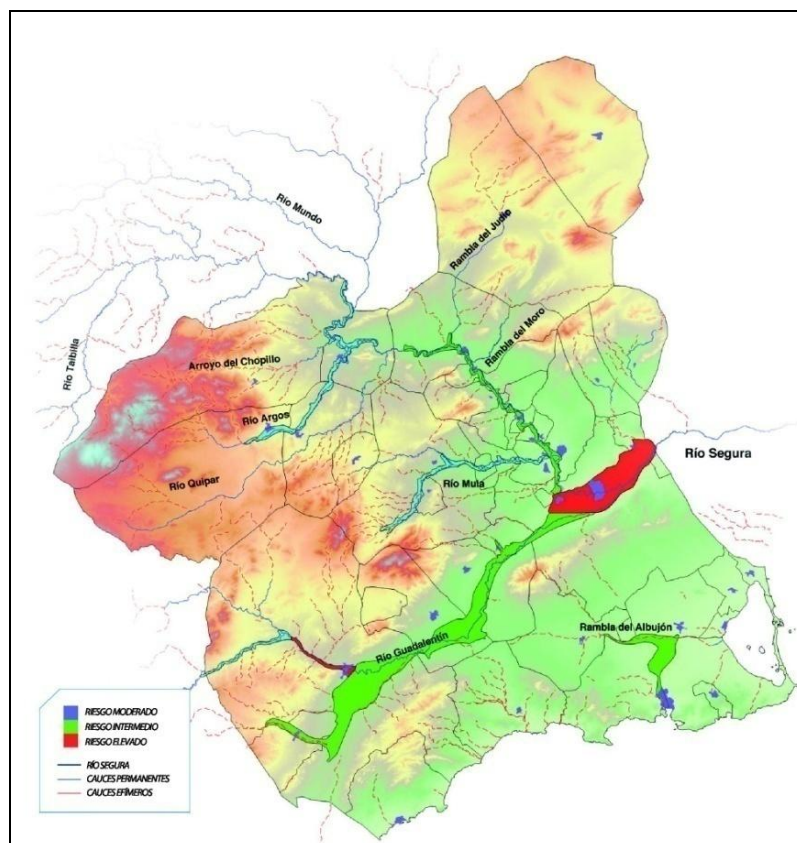 Río Mundo
Rambla del Judío
Río Taibilla
Rambla del Moro
Arroyo del Chopillo
Río Argos
Río Segura
Río Quipar
Río Mula
Río Guadalentín
Rambla del Albujón
RIESGO MODERADO
RIESGO INTERMEDIO
RIESGO ELEVADO
RÍO SEGURA
CAUCES PERMANENTES
CAUCES EFÍMEROS